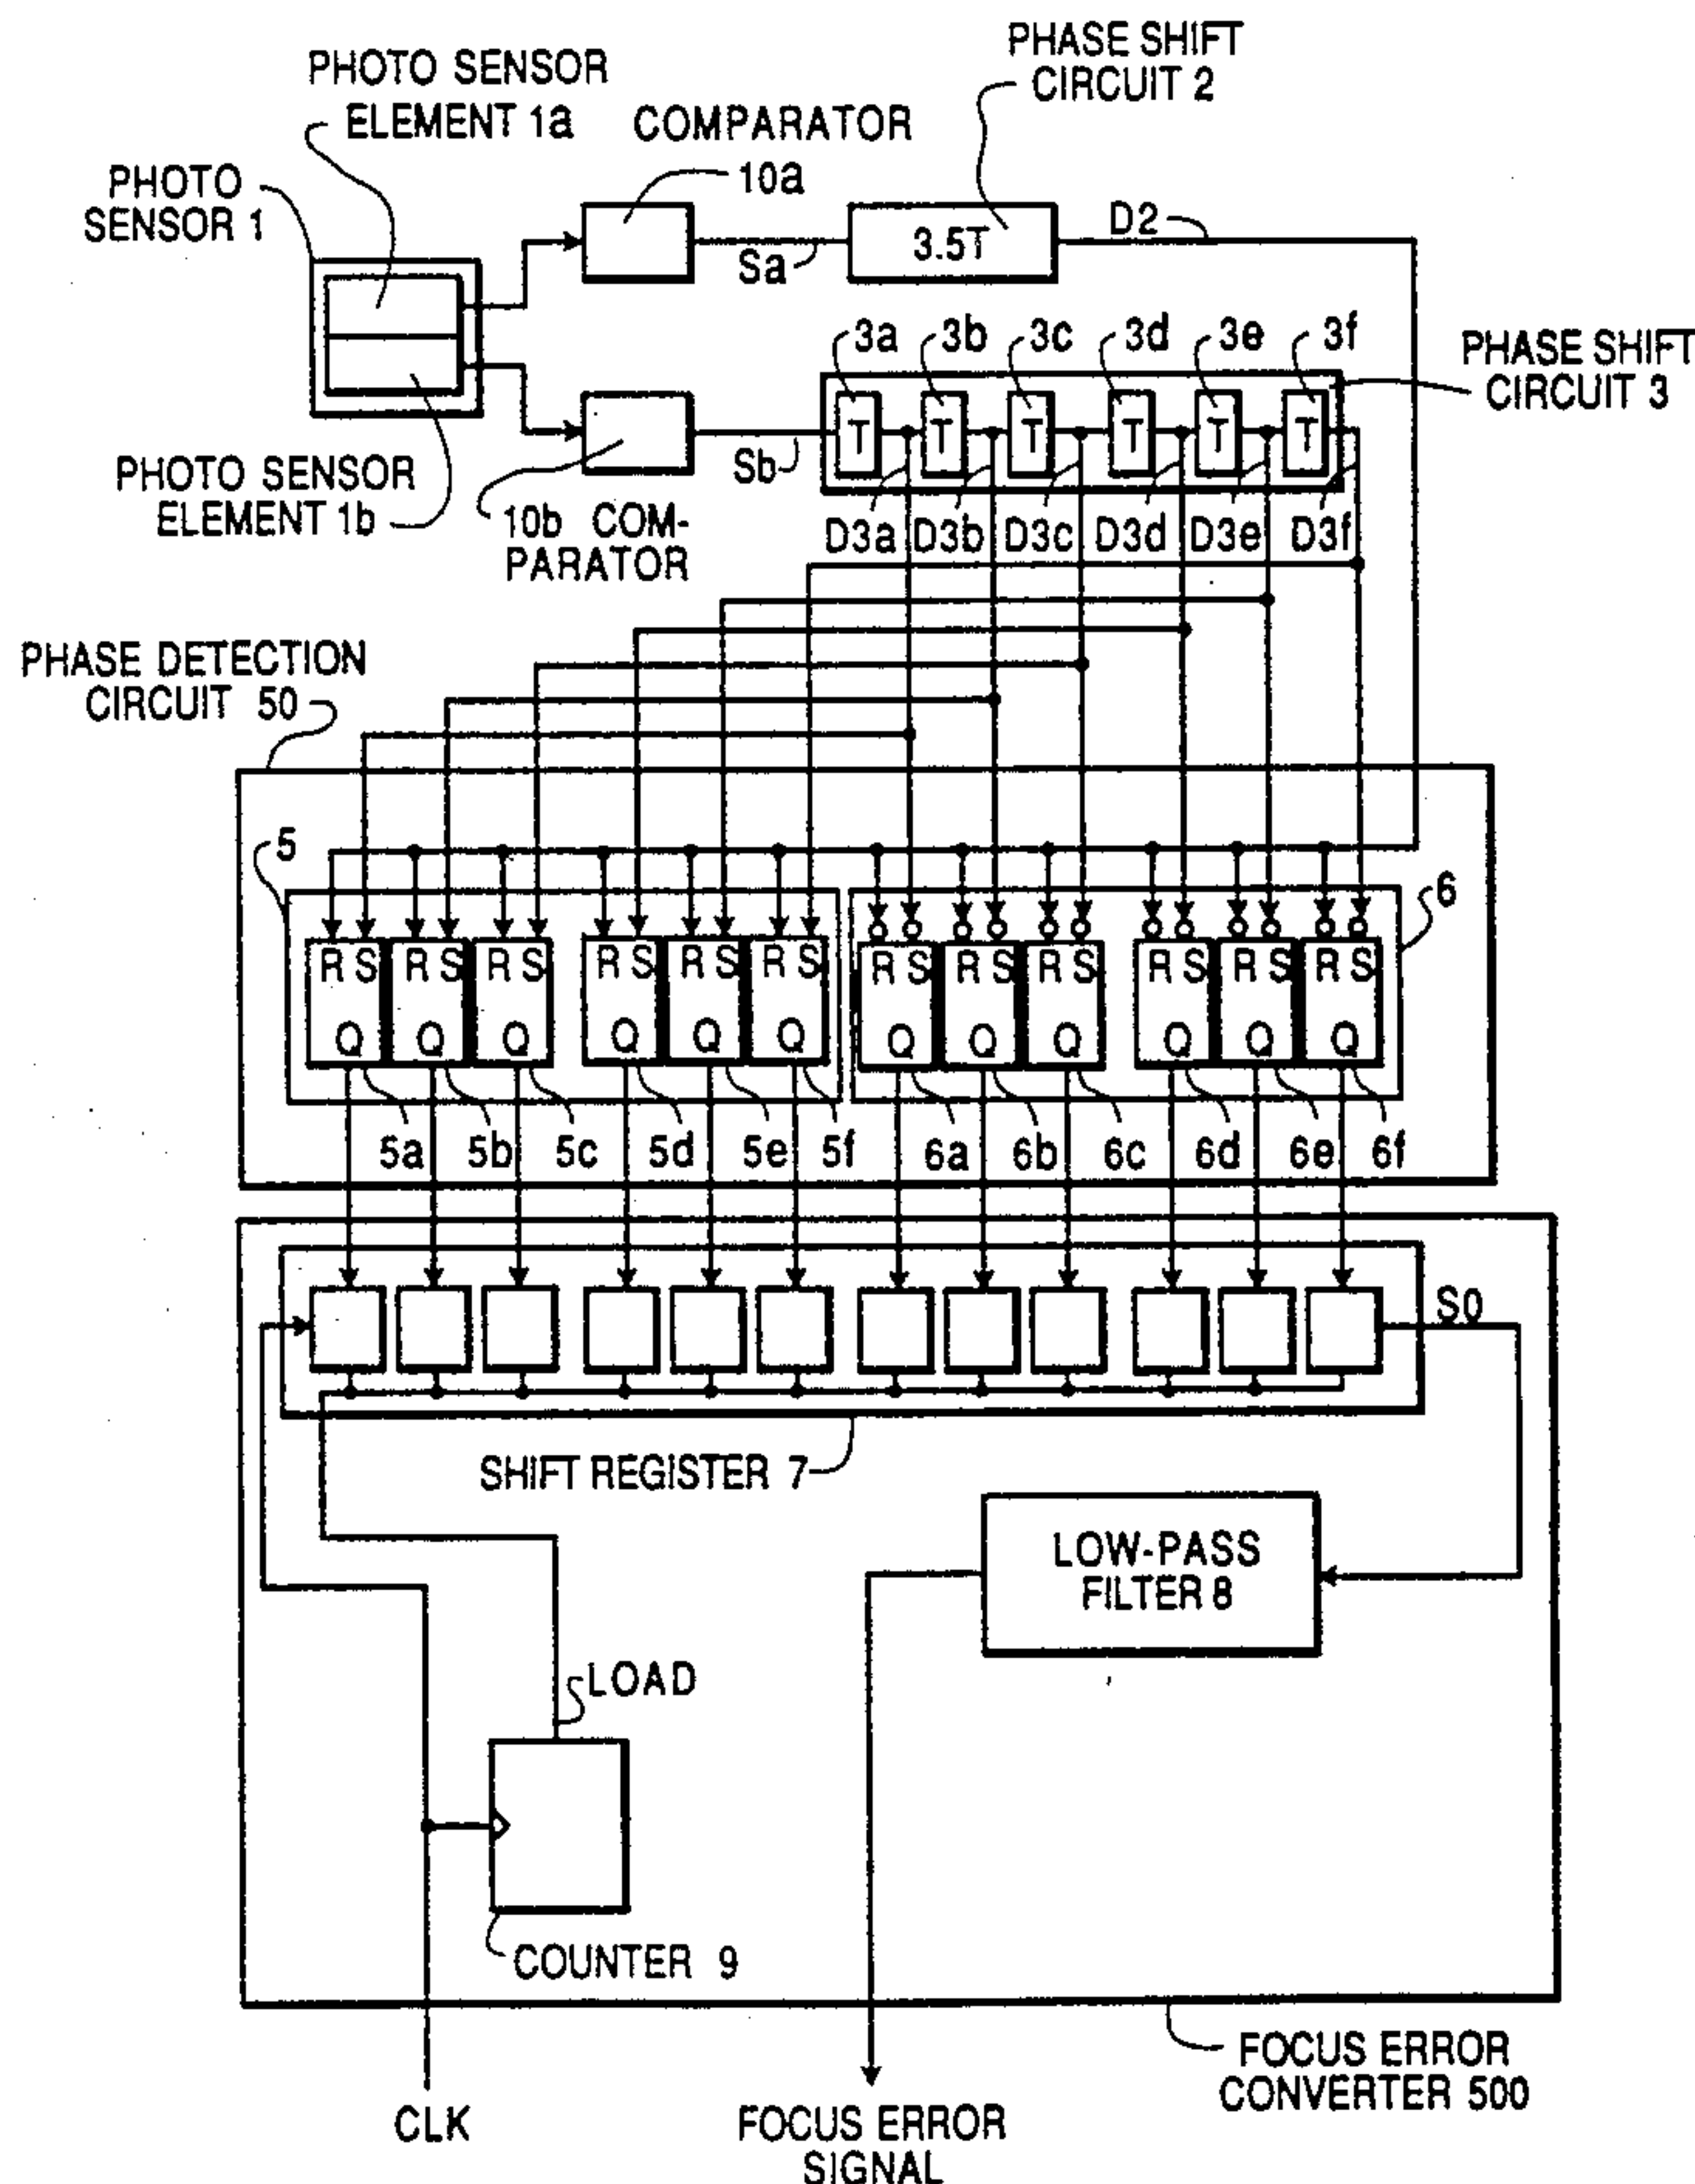 PHASE SHIFT
CIRCUIT 2
PHOTO SENSOR
ELEMENT 1a
COMPARATOR
10a
PHOTO
SENSOR 1
D2
3.5T
Sa
3a 3b 3c 3d 3e 3f
PHASE SHIFT
CIRCUIT 3
T T T T T T
Sb
PHOTO SENSOR
ELEMENT 1b
10b COM-
PARATOR
D3a D3b D3c D3d D3e D3f
PHASE DETECTION
CIRCUIT 50
5
6
R S R S R S R S R S R S R S R S R S R S R S R S
Q Q Q Q Q Q Q Q Q Q Q Q
5a 5b 5c 5d 5e 5f 6a 6b 6c 6d 6e 6f
S0
SHIFT REGISTER 7
LOW-PASS
FILTER 8
LOAD
COUNTER 9
FOCUS ERROR
CONVERTER 500
CLK
FOCUS ERROR
SIGNAL